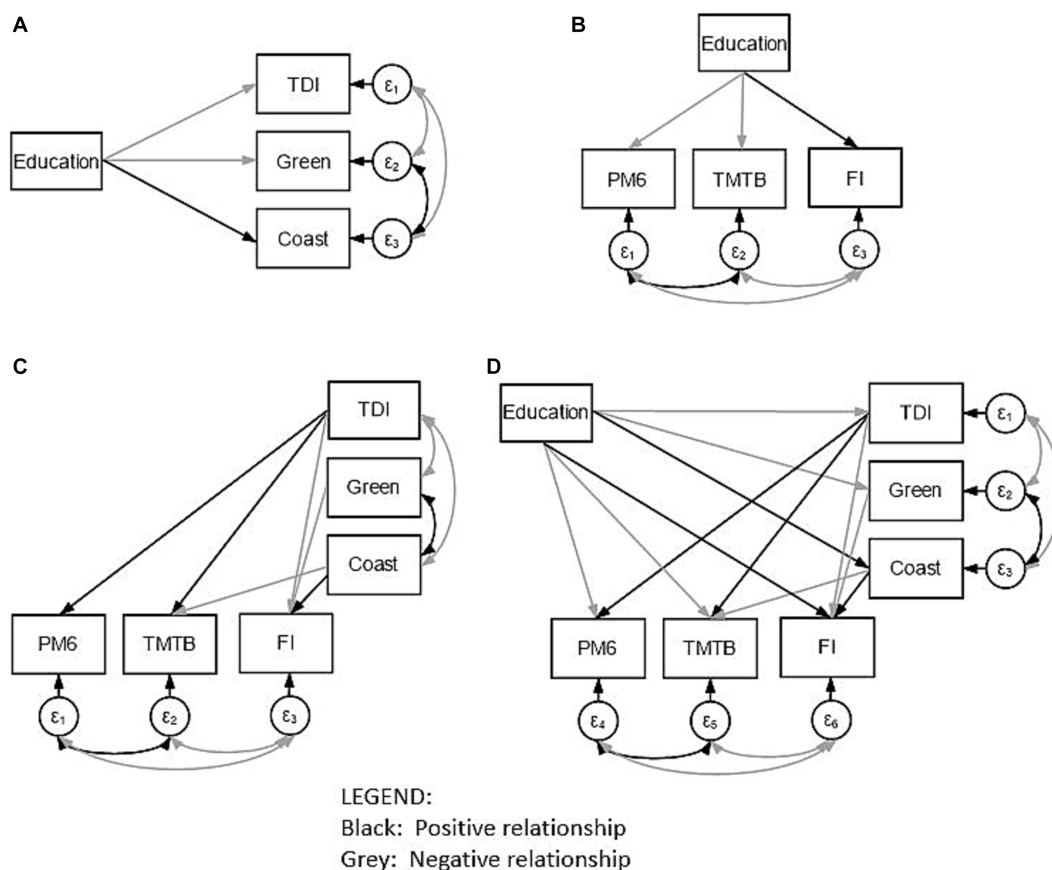 A
Education
TDI
Green
Coast
ε1
ε2
ε3
B
Education
PM6
TMTB
FI
ε1
ε2
ε3
C
TDI
Green
Coast
PM6
TMTB
FI
ε1
ε2
ε3
D
Education
TDI
Green
Coast
ε1
ε2
ε3
PM6
TMTB
FI
ε4
ε5
ε6
LEGEND:
Black: Positive relationship
Grey: Negative relationship